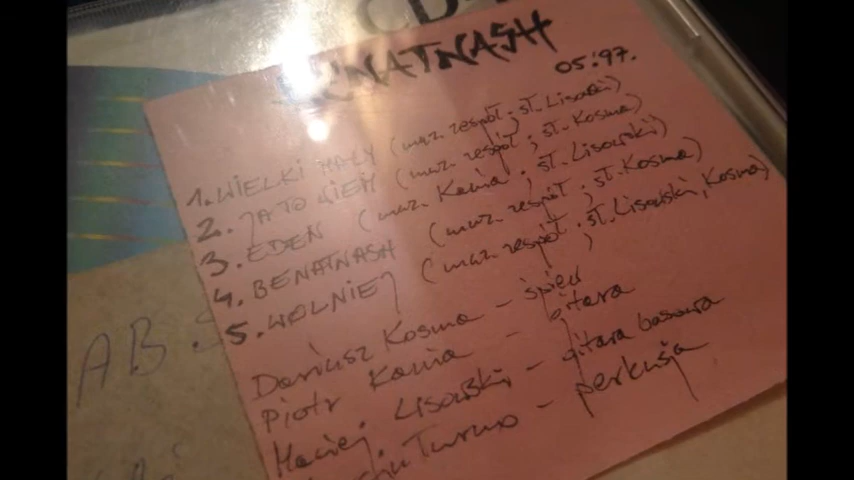 CD-
BENATNASH
05:97.
1. WIELKI MAŁY (muz. zespół; sł. Lisowski)
2. JA TO WIEM (muz. zespół; sł. Kosma)
3. EDEN (muz. Kania; sł. Lisowski)
4. BENATNASH (muz. zespół; sł. Kosma)
5. WOLNIEJ (muz. zespół; sł. Lisowski, Kosma)
Dariusz Kosma - śpiew
Piotr Kania - gitara
Maciej Lisowski - gitara basowa
Turno - perkusja
AB